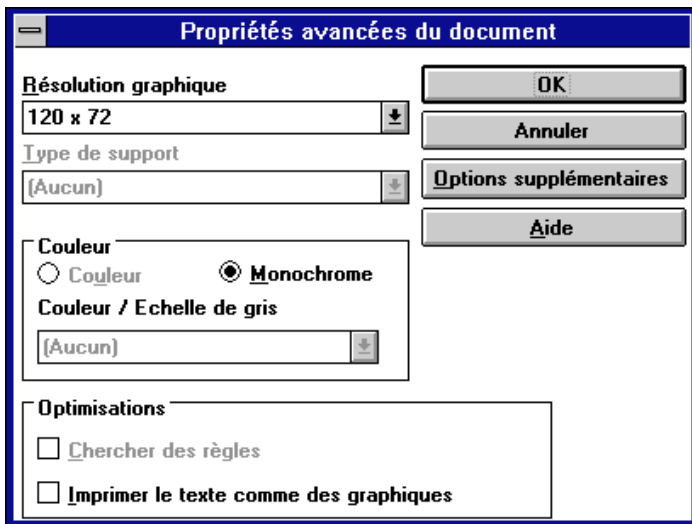 Propriétés avancées du document
Résolution graphique
120 x 72
Type de support
(Aucun)
OK
Annuler
Options supplémentaires
Aide
Couleur
Couleur
Monochrome
Couleur / Echelle de gris
(Aucun)
Optimisations
Chercher des règles
Imprimer le texte comme des graphiques